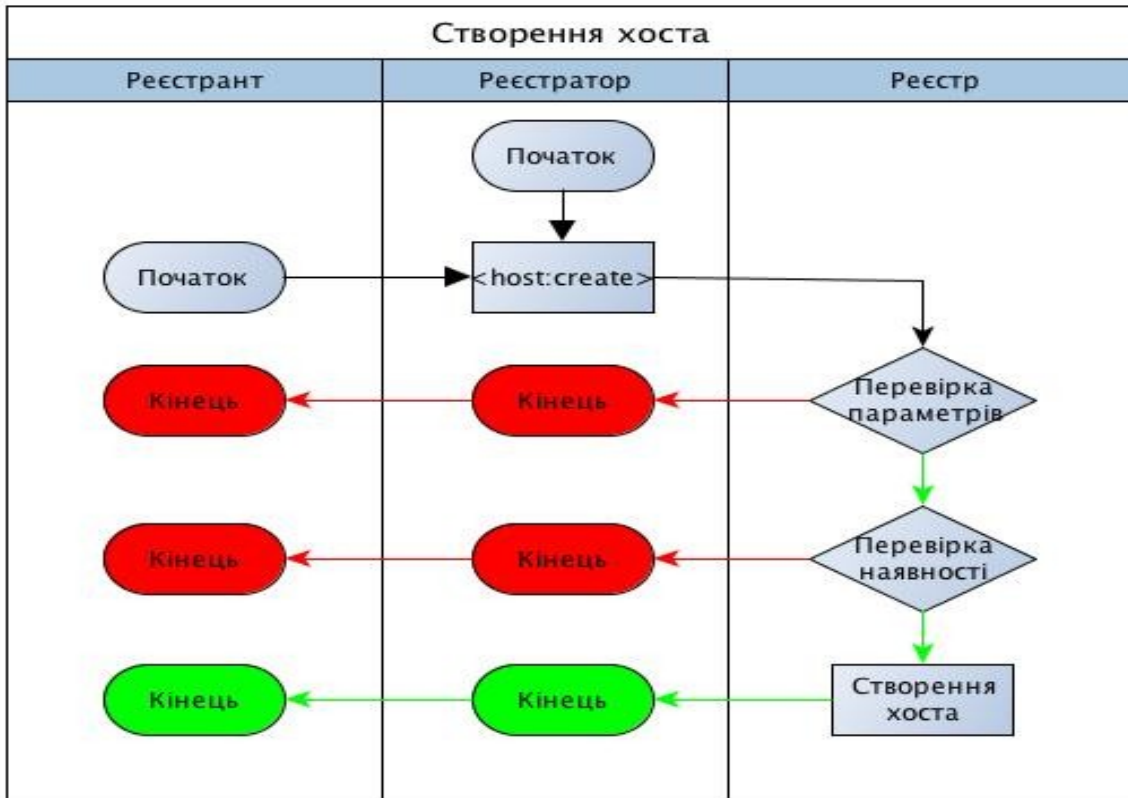 Створення хоста
Реєстрант
Реєстратор
Реєстр
Початок
Початок
<host:create>
Кінець
Кінець
Перевірка
параметрів
Кінець
Кінець
Перевірка
наявності
Кінець
Кінець
Створення
хоста